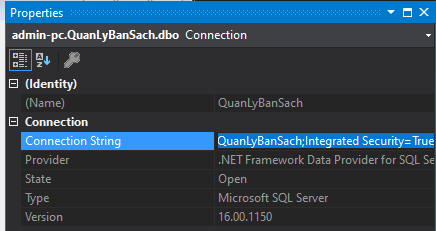 Properties
admin-pc.QuanLyBanSach.dbo Connection
(Identity)
(Name) QuanLyBanSach
Connection
Connection String QuanLyBanSach;Integrated Security=True
Provider .NET Framework Data Provider for SQL Se
State Open
Type Microsoft SQL Server
Version 16.00.1150